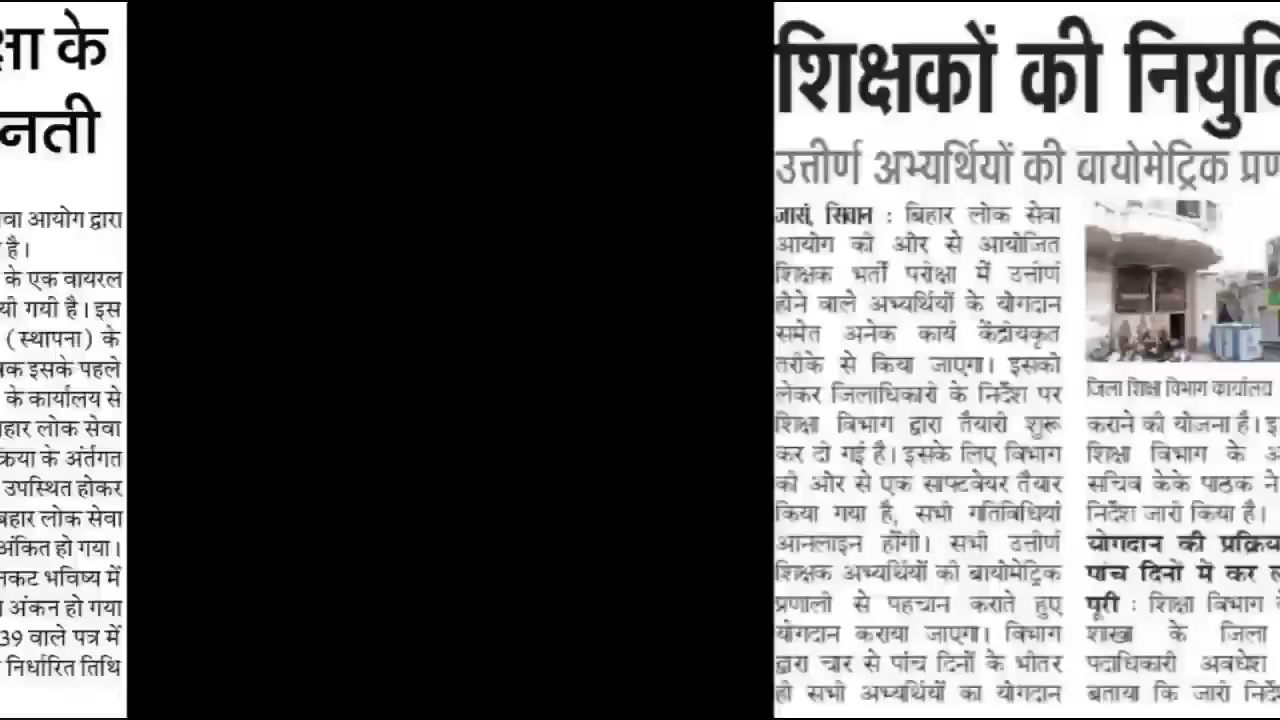 क्षा के
नती
वा आयोग द्वारा
है।
के एक वायरल
यी गयी है। इस
(स्थापना) के
क इसके पहले
के कार्यालय से
हार लोक सेवा
क्रिया के अंर्तगत
उपस्थित होकर
बहार लोक सेवा
अंकित हो गया।
नकट भविष्य में
अंकन हो गया
39 वाले पत्र में
निर्धारित तिथि
शिक्षकों की नियुक्ति
उत्तीर्ण अभ्यर्थियों की बायोमेट्रिक प्रण
जासं, सिवान : बिहार लोक सेवा
आयोग की ओर से आयोजित
शिक्षक भर्ती परीक्षा में उत्तीर्ण
होने वाले अभ्यर्थियों के योगदान
समेत अनेक कार्य केंद्रीयकृत
तरीके से किया जाएगा। इसको
लेकर जिलाधिकारी के निर्देश पर
शिक्षा विभाग द्वारा तैयारी शुरू
कर दी गई है। इसके लिए विभाग
की ओर से एक साफ्टवेयर तैयार
किया गया है, सभी गतिविधियां
आनलाइन होंगी। सभी उत्तीर्ण
शिक्षक अभ्यर्थियों की बायोमेट्रिक
प्रणाली से पहचान कराते हुए
योगदान कराया जाएगा। विभाग
द्वारा चार से पांच दिनों के भीतर
ही सभी अभ्यर्थियों का योगदान
जिला शिक्षा विभाग कार्यालय
कराने की योजना है। इ
शिक्षा विभाग के अ
सचिव केके पाठक ने
निर्देश जारी किया है।
योगदान की प्रक्रिया
पांच दिनों में कर ल
पूरी : शिक्षा विभाग के
शाखा के जिला
पदाधिकारी अवधेश
बताया कि जारी निर्दे